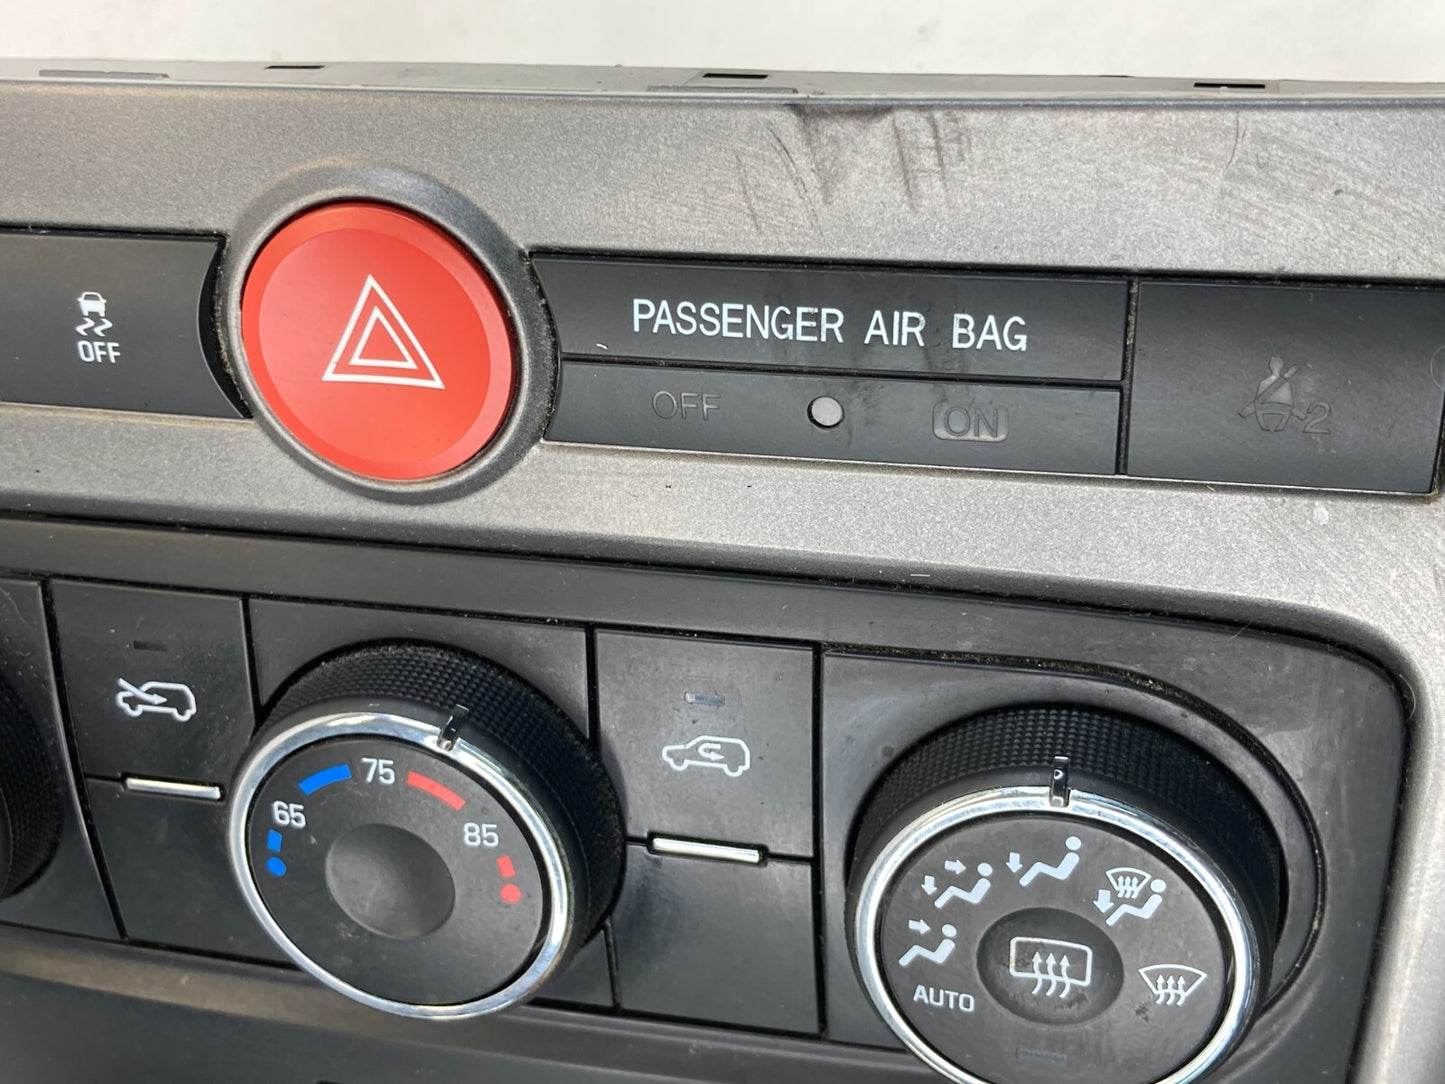 OFF
PASSENGER AIR BAG
OFF ON
2
65 75 85
AUTO